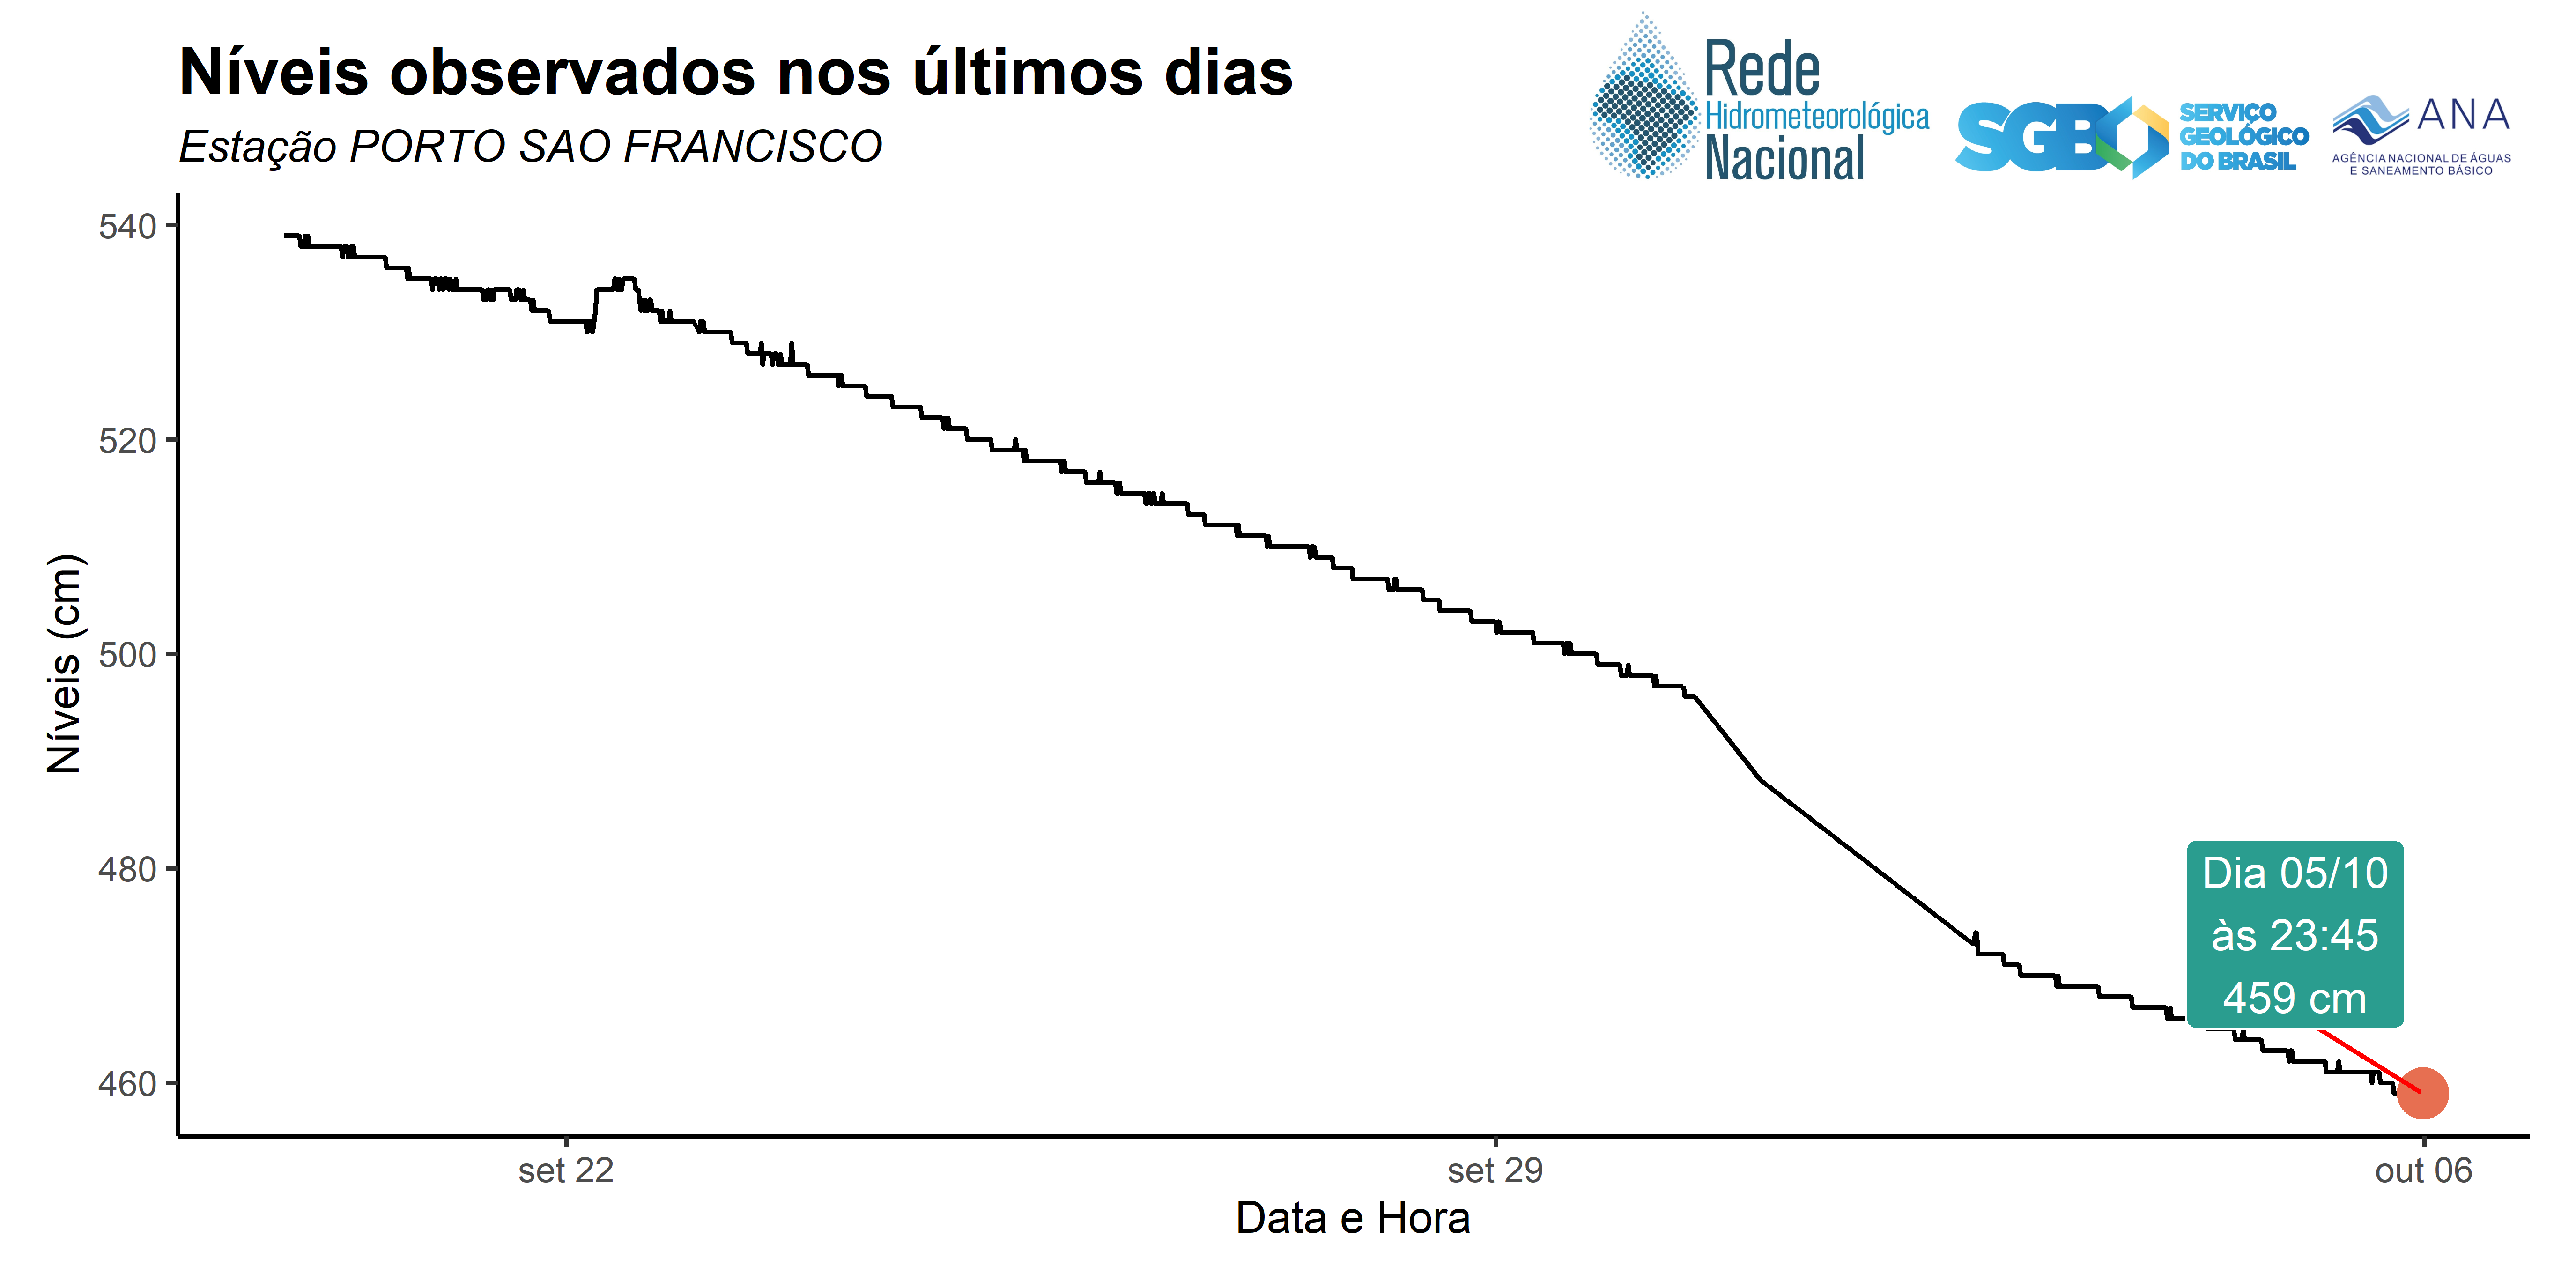 Níveis observados nos últimos dias
Estação PORTO SAO FRANCISCO
Rede
Hidrometeorológica
Nacional
SGB
SERVIÇO
GEOLÓGICO
DO BRASIL
ANA
AGÊNCIA NACIONAL DE ÁGUAS
E SANEAMENTO BÁSICO
Níveis (cm)
540
520
500
480
460
Dia 05/10
às 23:45
459 cm
set 22
set 29
out 06
Data e Hora